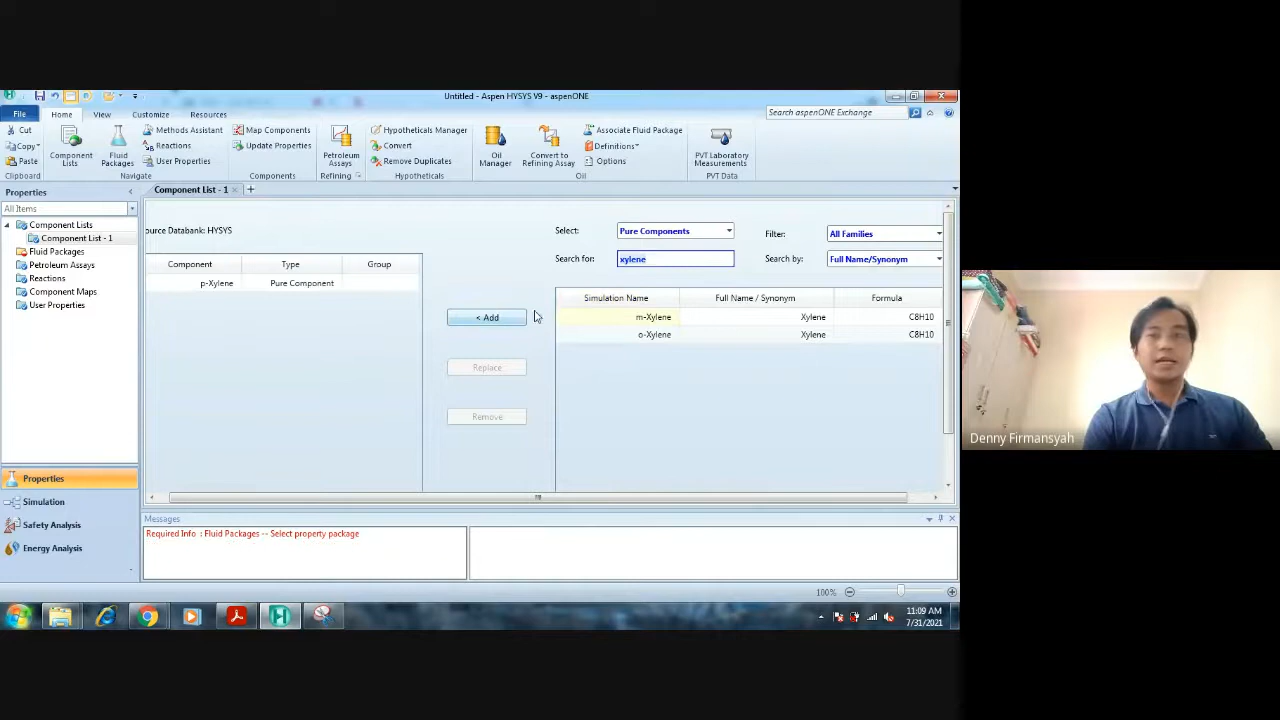 Untitled - Aspen HYSYS V9 - aspenONE
File
Home
View
Customize
Resources
Search aspenONE Exchange
Cut
Copy
Paste
Clipboard
Component Lists
Fluid Packages
Methods Assistant
Reactions
User Properties
Navigate
Map Components
Update Properties
Components
Petroleum Assays
Refining
Hypotheticals Manager
Convert
Remove Duplicates
Hypotheticals
Oil Manager
Convert to Refining Assay
Associate Fluid Package
Definitions
Options
Oil
PVT Laboratory Measurements
PVT Data
Properties
All Items
Component Lists
Component List - 1
Fluid Packages
Petroleum Assays
Reactions
Component Maps
User Properties
Properties
Simulation
Safety Analysis
Energy Analysis
Component List - 1
ource Databank: HYSYS
Component Type Group
p-Xylene Pure Component
< Add
Replace
Remove
Select: Pure Components Filter: All Families
Search for: xylene Search by: Full Name/Synonym
Simulation Name Full Name / Synonym Formula
m-Xylene Xylene C8H10
o-Xylene Xylene C8H10
Messages
Required Info : Fluid Packages -- Select property package
100%
11:09 AM
7/31/2021
Denny Firmansyah